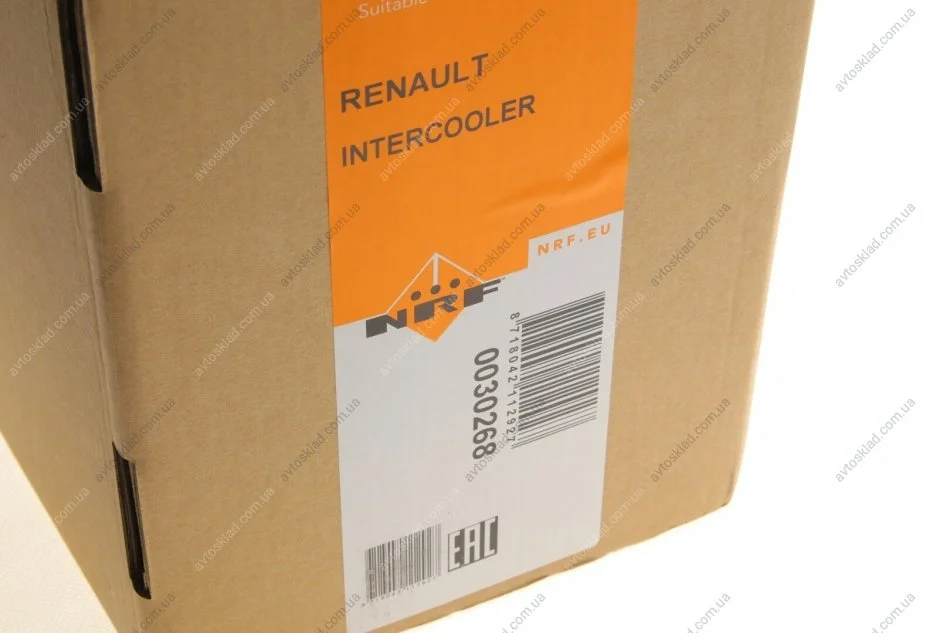 Suitable
RENAULT
INTERCOOLER
NRF.EU
NRF
8 718042 112927
0030268
EAC
avtosklad.com.ua